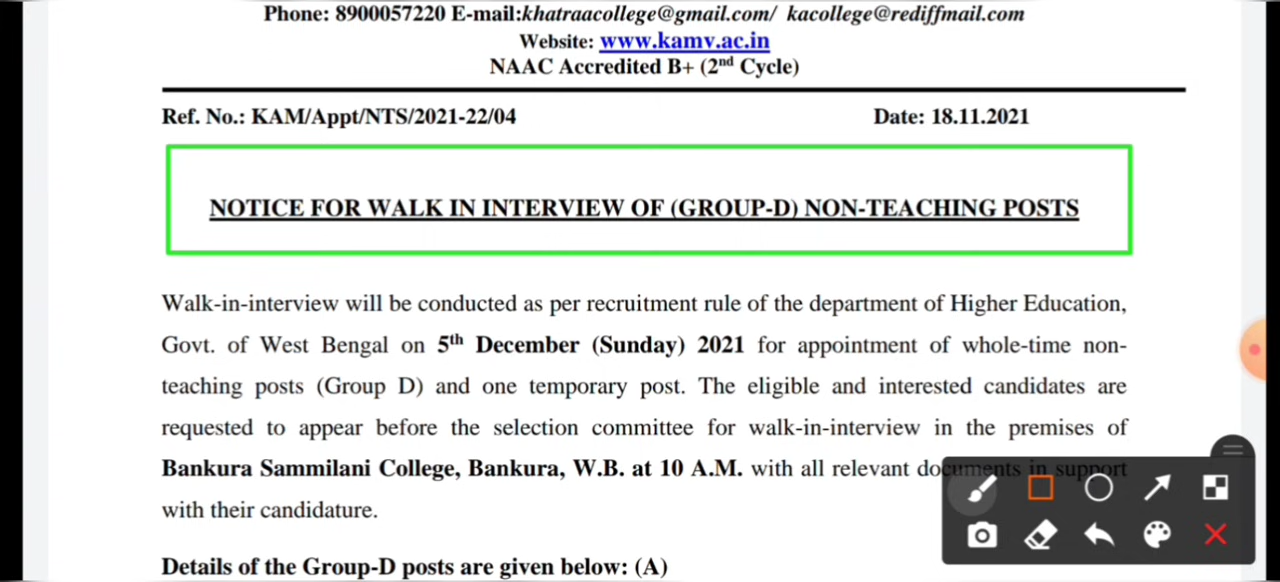 Phone: 8900057220 E-mail:khatraacollege@gmail.com/ kacollege@rediffmail.com
Website: www.kamv.ac.in
NAAC Accredited B+ (2nd Cycle)
Ref. No.: KAM/Appt/NTS/2021-22/04 Date: 18.11.2021
NOTICE FOR WALK IN INTERVIEW OF (GROUP-D) NON-TEACHING POSTS
Walk-in-interview will be conducted as per recruitment rule of the department of Higher Education,
Govt. of West Bengal on 5th December (Sunday) 2021 for appointment of whole-time non-
teaching posts (Group D) and one temporary post. The eligible and interested candidates are
requested to appear before the selection committee for walk-in-interview in the premises of
Bankura Sammilani College, Bankura, W.B. at 10 A.M. with all relevant documents in support
with their candidature.
Details of the Group-D posts are given below: (A)